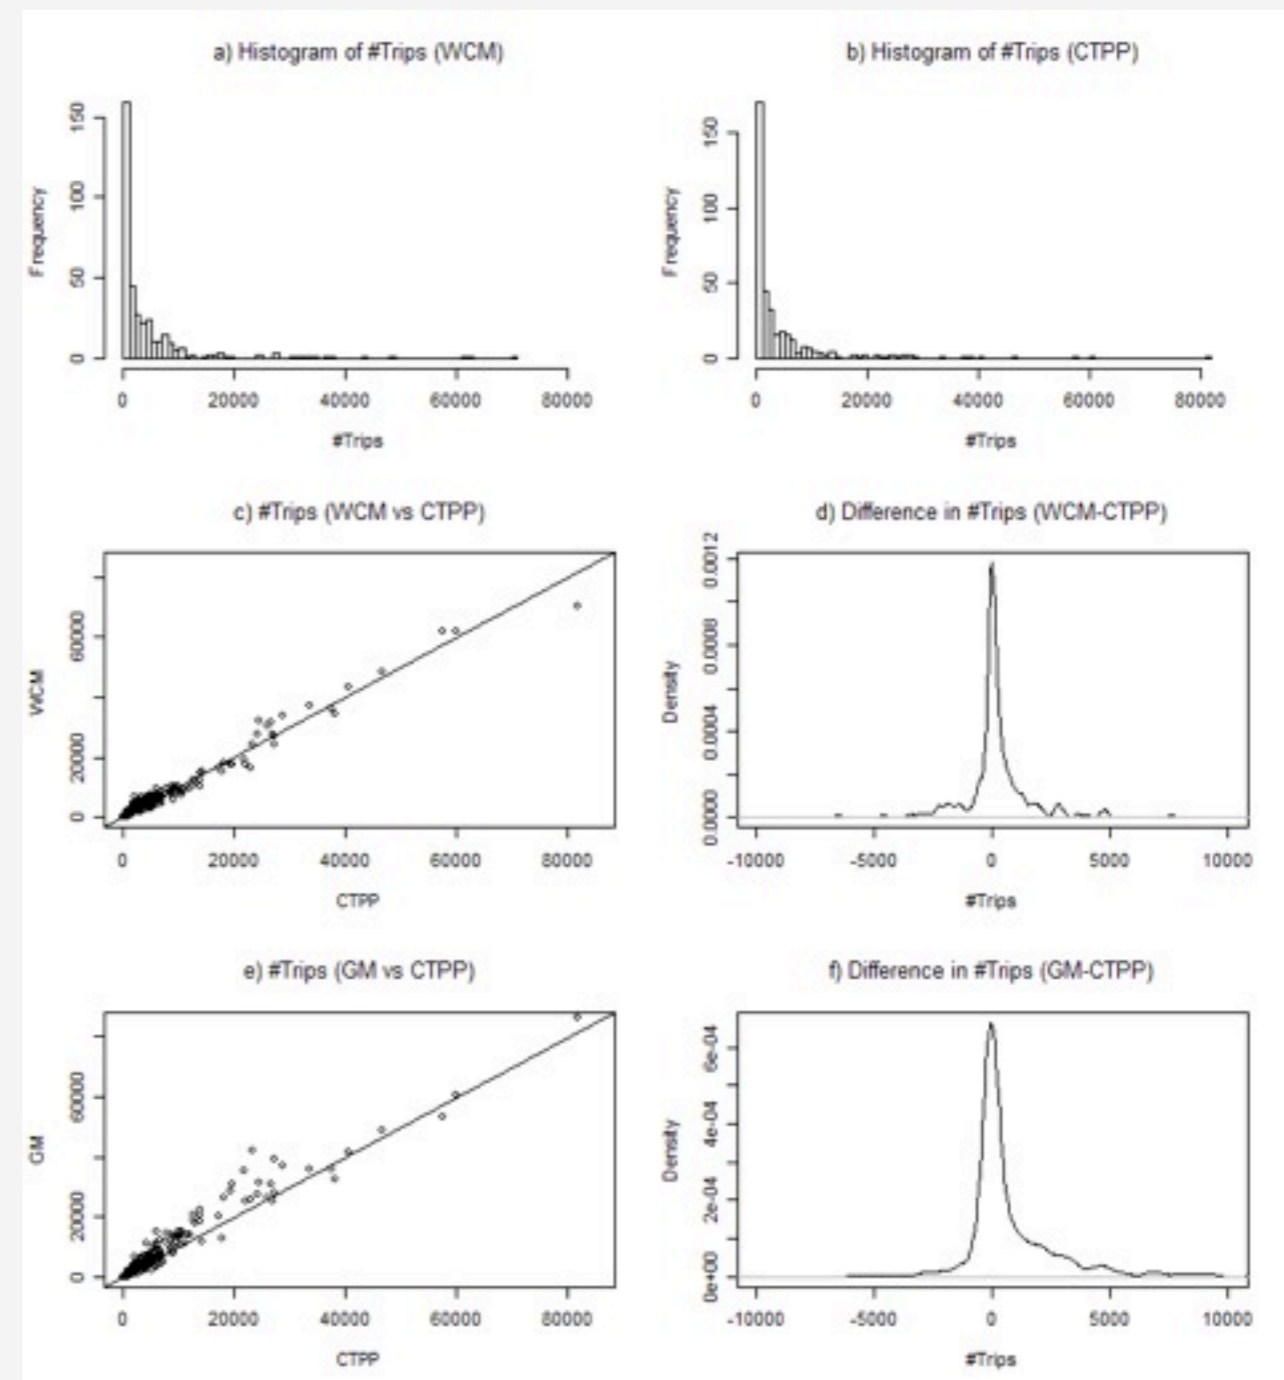 a) Histogram of #Trips (WCM)
Frequency
150
100
50
0
0 20000 40000 60000 80000
#Trips
b) Histogram of #Trips (CTPP)
Frequency
150
100
50
0
0 20000 40000 60000 80000
#Trips
c) #Trips (WCM vs CTPP)
WCM
60000
20000
0
0 20000 40000 60000 80000
CTPP
d) Difference in #Trips (WCM-CTPP)
Density
0.0012
0.0008
0.0004
0.0000
-10000 -5000 0 5000 10000
#Trips
e) #Trips (GM vs CTPP)
GM
60000
20000
0
0 20000 40000 60000 80000
CTPP
f) Difference in #Trips (GM-CTPP)
Density
6e-04
4e-04
2e-04
0e+00
-10000 -5000 0 5000 10000
#Trips